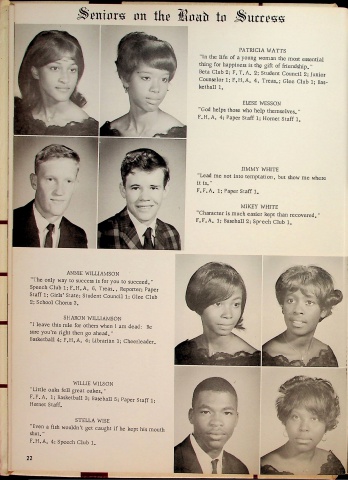 Seniors on the Road to Success
PATRICIA WATTS
"In the life of a young woman the most essential
thing for happiness is the gift of friendship."
Beta Club 2; F.T.A. 2; Student Council 2; Junior
Counselor 1; F.H.A. 4, Treas.; Glee Club 1; Bas-
ketball 1.
ELESE WESSON
"God helps those who help themselves."
F.H.A. 4; Paper Staff 1; Horner Staff 1.
JIMMY WHITE
"Lead me not into temptation, but show me where
it is."
F.F.A. 1; Paper Staff 1.
MIKEY WHITE
"Character is much easier kept than recovered."
F.F.A. 1; Baseball 2; Speech Club 1.
ANNIE WILLIAMSON
"The only way to success is for you to succeed."
Speech Club 1; F.H.A. 4, Treas., Reporter; Paper
Staff 1; Girls' State; Student Council 1; Glee Club
2; School Chorus 2.
SHARON WILLIAMSON
"I leave this rule for others when I am dead: Be
sure you're right then go ahead."
Basketball 4; F.H.A. 4; Librarian 1; Cheerleader.
WILLIE WILSON
"Little oaks fell great oakes."
F.F.A. 1; Basketball 2; Baseball 2; Paper Staff 1;
Horner Staff.
STELLA WISE
"Even a fish wouldn't get caught if he kept his mouth
shut."
F.H.A. 4; Speech Club 1.
22